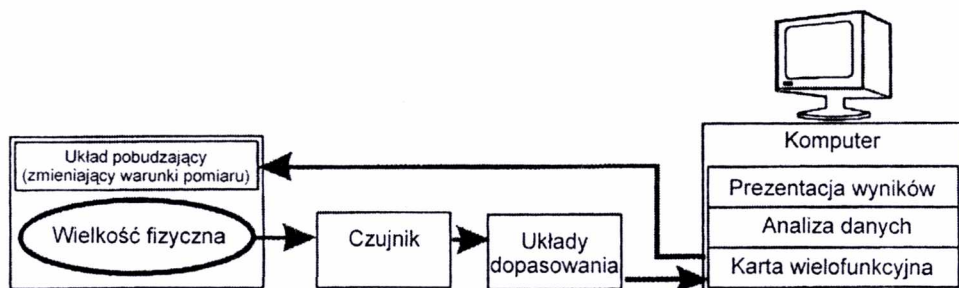 Układ pobudzający
(zmieniający warunki pomiaru)
Wielkość fizyczna
Czujnik
Układy
dopasowania
Komputer
Prezentacja wyników
Analiza danych
Karta wielofunkcyjna